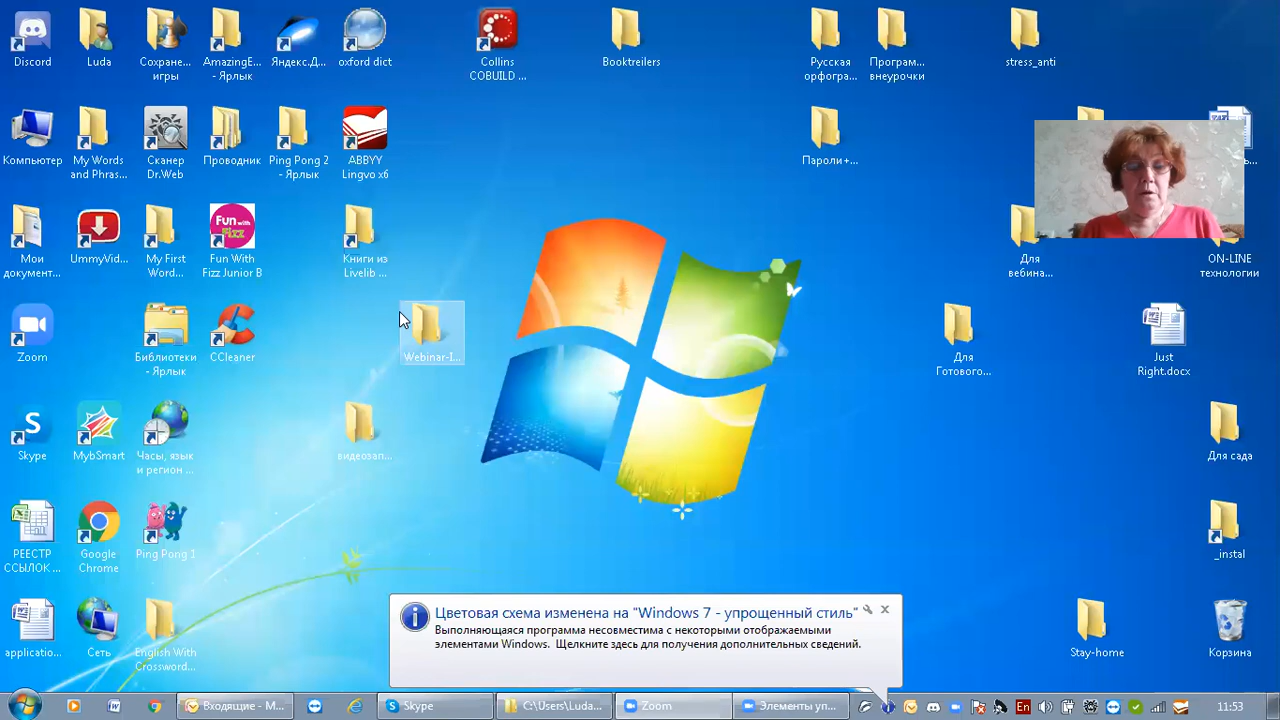 Discord
Luda
Сохране...
игры
AmazingE...
- Ярлык
Яндекс.Д...
oxford dict
Collins
COBUILD ...
Booktreilers
Русская
орфогра...
Програм...
внеурочки
stress_anti
Компьютер
My Words
and Phras...
Сканер
Dr.Web
Проводник
Ping Pong 2
- Ярлык
ABBYY
Lingvo x6
Пароли+...
Мои
документ...
UmmyVid...
My First
Word...
Fun with
Fizz
Fun With
Fizz Junior B
Книги из
Livelib ...
Для
вебина...
ON-LINE
технологии
Zoom
Библиотеки
- Ярлык
CCleaner
Webinar-I...
Для
Готового...
Just
Right.docx
Skype
MybSmart
Часы, язык
и регион ...
видеозап...
Для сада
РЕЕСТР
ССЫЛОК ...
Google
Chrome
Ping Pong 1
_instal
applicatio...
Сеть
English With
Crossword...
Stay-home
Корзина
Цветовая схема изменена на "Windows 7 - упрощенный стиль"
Выполняющаяся программа несовместима с некоторыми отображаемыми
элементами Windows. Щелкните здесь для получения дополнительных сведений.
Входящие - М...
Skype
C:\Users\Luda...
Zoom
Элементы уп...
En
11:53